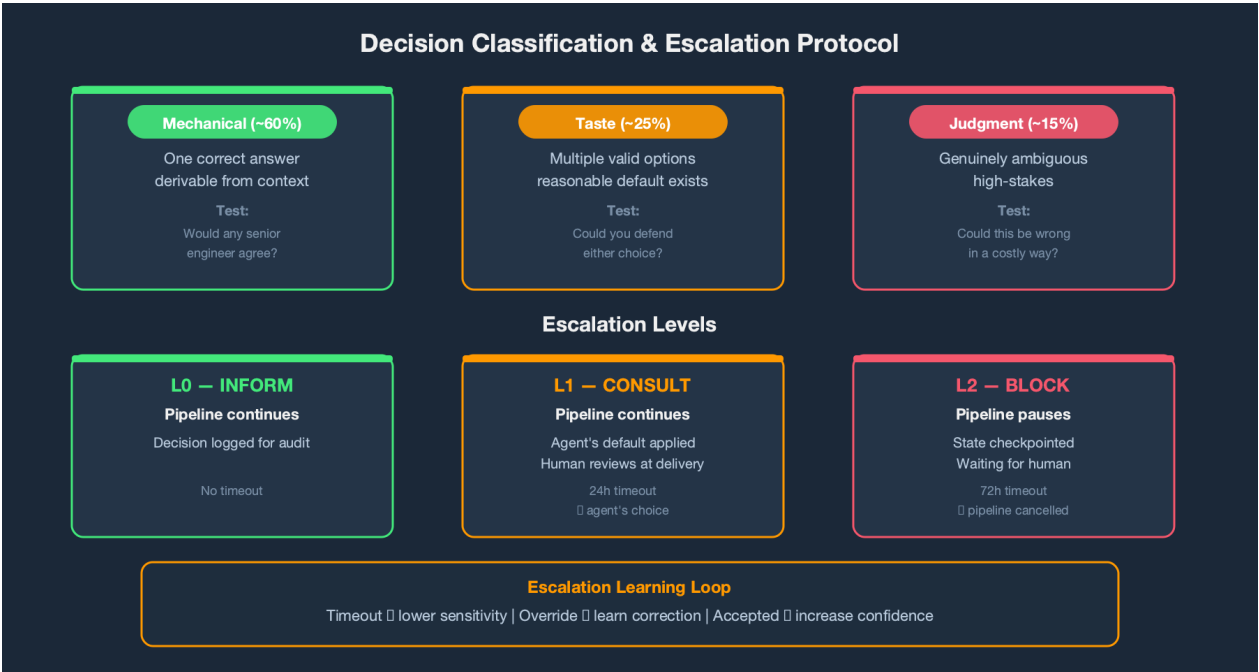 Decision Classification & Escalation Protocol
Mechanical (~60%)
One correct answer
derivable from context
Test:
Would any senior
engineer agree?
Taste (~25%)
Multiple valid options
reasonable default exists
Test:
Could you defend
either choice?
Judgment (~15%)
Genuinely ambiguous
high-stakes
Test:
Could this be wrong
in a costly way?
Escalation Levels
L0 — INFORM
Pipeline continues
Decision logged for audit
No timeout
L1 — CONSULT
Pipeline continues
Agent's default applied
Human reviews at delivery
24h timeout
▯ agent's choice
L2 — BLOCK
Pipeline pauses
State checkpointed
Waiting for human
72h timeout
▯ pipeline cancelled
Escalation Learning Loop
Timeout ▯ lower sensitivity | Override ▯ learn correction | Accepted ▯ increase confidence